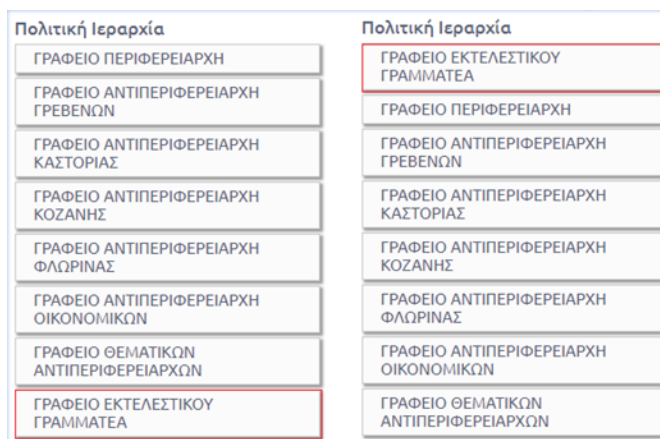 Πολιτική Ιεραρχία
ΓΡΑΦΕΙΟ ΠΕΡΙΦΕΡΕΙΑΡΧΗ
ΓΡΑΦΕΙΟ ΑΝΤΙΠΕΡΙΦΕΡΕΙΑΡΧΗ
ΓΡΕΒΕΝΩΝ
ΓΡΑΦΕΙΟ ΑΝΤΙΠΕΡΙΦΕΡΕΙΑΡΧΗ
ΚΑΣΤΟΡΙΑΣ
ΓΡΑΦΕΙΟ ΑΝΤΙΠΕΡΙΦΕΡΕΙΑΡΧΗ
ΚΟΖΑΝΗΣ
ΓΡΑΦΕΙΟ ΑΝΤΙΠΕΡΙΦΕΡΕΙΑΡΧΗ
ΦΛΩΡΙΝΑΣ
ΓΡΑΦΕΙΟ ΑΝΤΙΠΕΡΙΦΕΡΕΙΑΡΧΗ
ΟΙΚΟΝΟΜΙΚΩΝ
ΓΡΑΦΕΙΟ ΘΕΜΑΤΙΚΩΝ
ΑΝΤΙΠΕΡΙΦΕΡΕΙΑΡΧΩΝ
ΓΡΑΦΕΙΟ ΕΚΤΕΛΕΣΤΙΚΟΥ
ΓΡΑΜΜΑΤΕΑ
Πολιτική Ιεραρχία
ΓΡΑΦΕΙΟ ΕΚΤΕΛΕΣΤΙΚΟΥ
ΓΡΑΜΜΑΤΕΑ
ΓΡΑΦΕΙΟ ΠΕΡΙΦΕΡΕΙΑΡΧΗ
ΓΡΑΦΕΙΟ ΑΝΤΙΠΕΡΙΦΕΡΕΙΑΡΧΗ
ΓΡΕΒΕΝΩΝ
ΓΡΑΦΕΙΟ ΑΝΤΙΠΕΡΙΦΕΡΕΙΑΡΧΗ
ΚΑΣΤΟΡΙΑΣ
ΓΡΑΦΕΙΟ ΑΝΤΙΠΕΡΙΦΕΡΕΙΑΡΧΗ
ΚΟΖΑΝΗΣ
ΓΡΑΦΕΙΟ ΑΝΤΙΠΕΡΙΦΕΡΕΙΑΡΧΗ
ΦΛΩΡΙΝΑΣ
ΓΡΑΦΕΙΟ ΑΝΤΙΠΕΡΙΦΕΡΕΙΑΡΧΗ
ΟΙΚΟΝΟΜΙΚΩΝ
ΓΡΑΦΕΙΟ ΘΕΜΑΤΙΚΩΝ
ΑΝΤΙΠΕΡΙΦΕΡΕΙΑΡΧΩΝ